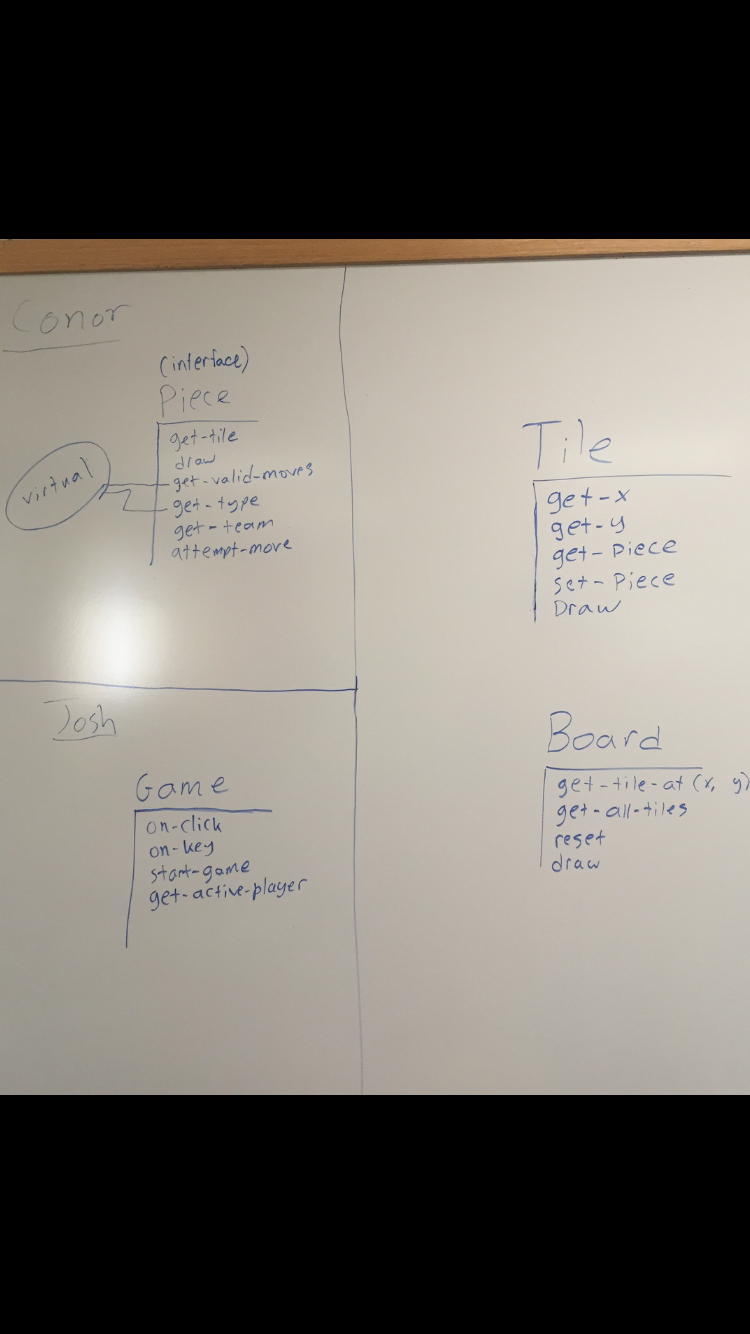 Conor
(interface)
Piece
get-tile
draw
get-valid-moves
get-type
get-team
attempt-move
virtual
Josh
Game
on-click
on-key
start-game
get-active-player
Tile
get-x
get-y
get-Piece
set-Piece
Draw
Board
get-tile-at (x, y)
get-all-tiles
reset
draw